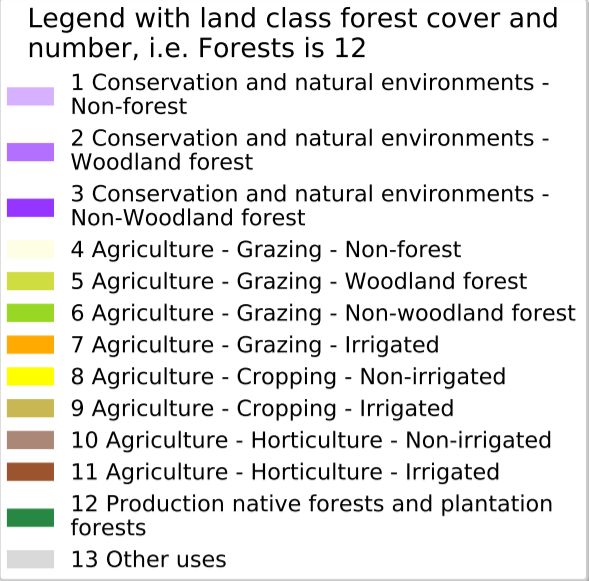 Legend with land class forest cover and
number, i.e. Forests is 12
1 Conservation and natural environments -
Non-forest
2 Conservation and natural environments -
Woodland forest
3 Conservation and natural environments -
Non-Woodland forest
4 Agriculture - Grazing - Non-forest
5 Agriculture - Grazing - Woodland forest
6 Agriculture - Grazing - Non-woodland forest
7 Agriculture - Grazing - Irrigated
8 Agriculture - Cropping - Non-irrigated
9 Agriculture - Cropping - Irrigated
10 Agriculture - Horticulture - Non-irrigated
11 Agriculture - Horticulture - Irrigated
12 Production native forests and plantation
forests
13 Other uses